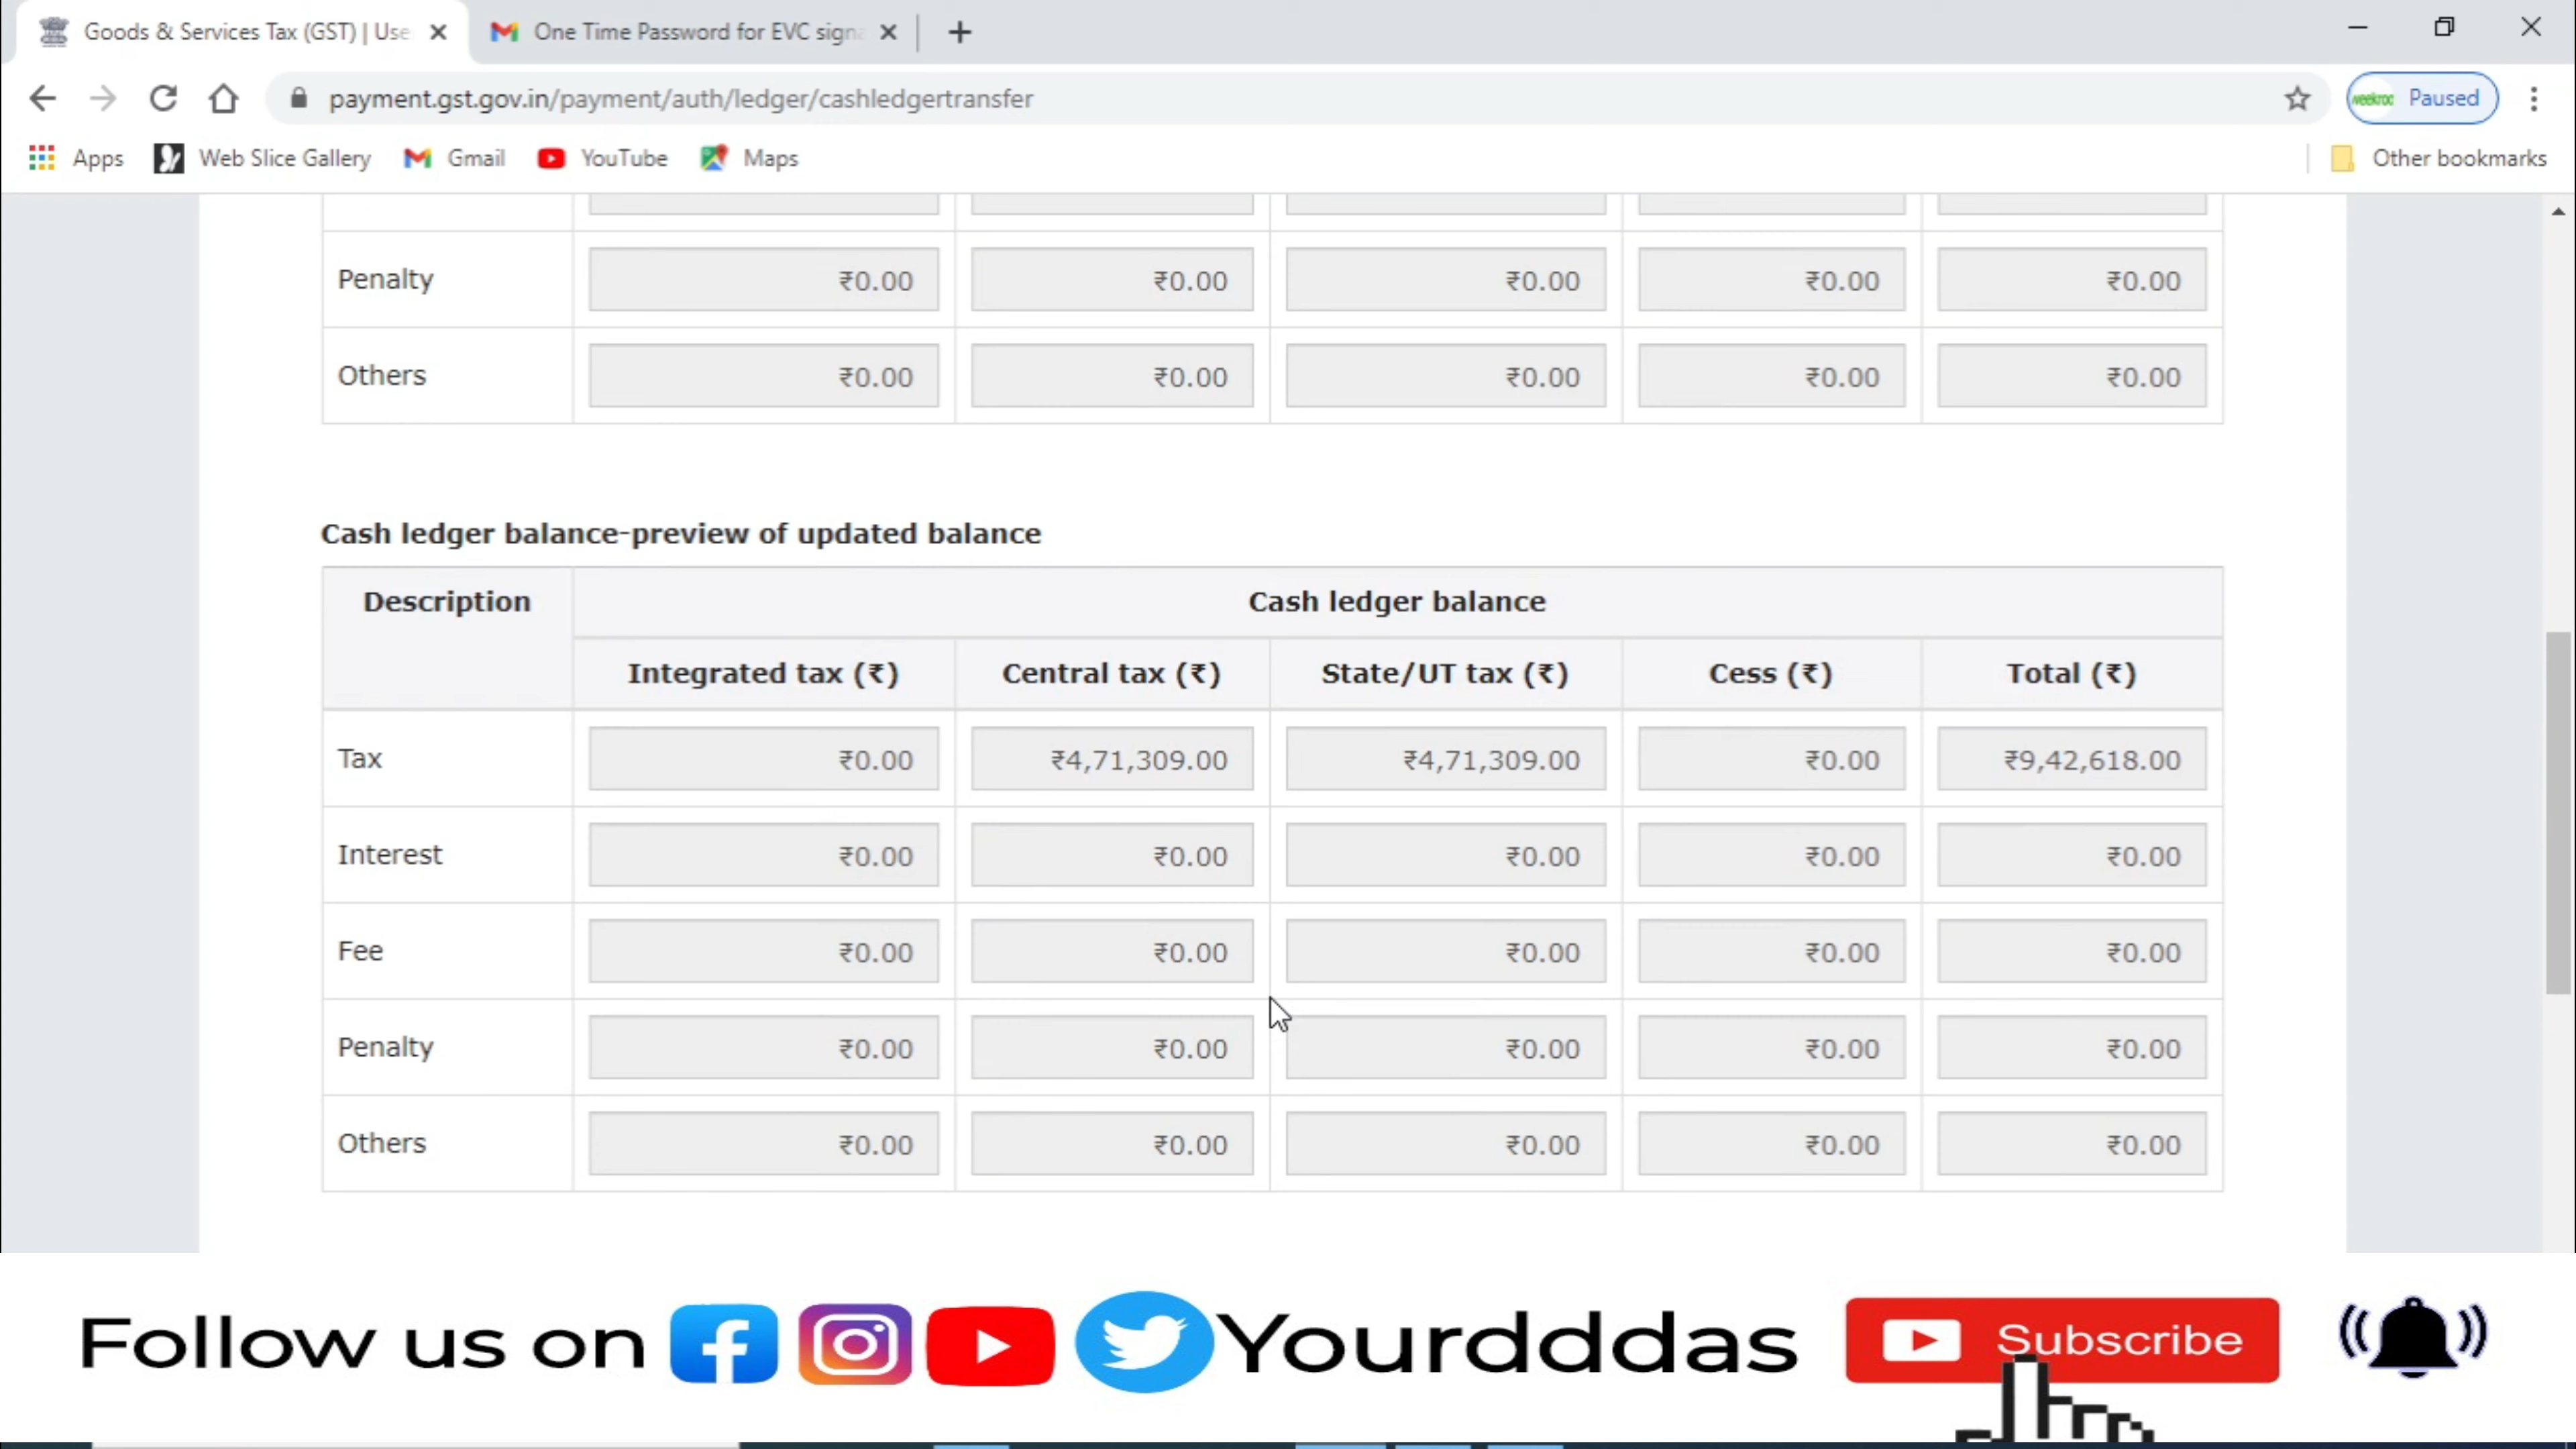 Goods & Services Tax (GST) | Use
One Time Password for EVC signa
payment.gst.gov.in/payment/auth/ledger/cashledgertransfer
weekroc Paused
Apps Web Slice Gallery Gmail YouTube Maps Other bookmarks
Penalty ₹0.00 ₹0.00 ₹0.00 ₹0.00 ₹0.00
Others ₹0.00 ₹0.00 ₹0.00 ₹0.00 ₹0.00
Cash ledger balance-preview of updated balance
Description Cash ledger balance
Integrated tax (₹) Central tax (₹) State/UT tax (₹) Cess (₹) Total (₹)
Tax ₹0.00 ₹4,71,309.00 ₹4,71,309.00 ₹0.00 ₹9,42,618.00
Interest ₹0.00 ₹0.00 ₹0.00 ₹0.00 ₹0.00
Fee ₹0.00 ₹0.00 ₹0.00 ₹0.00 ₹0.00
Penalty ₹0.00 ₹0.00 ₹0.00 ₹0.00 ₹0.00
Others ₹0.00 ₹0.00 ₹0.00 ₹0.00 ₹0.00
Follow us on Yourdddas Subscribe